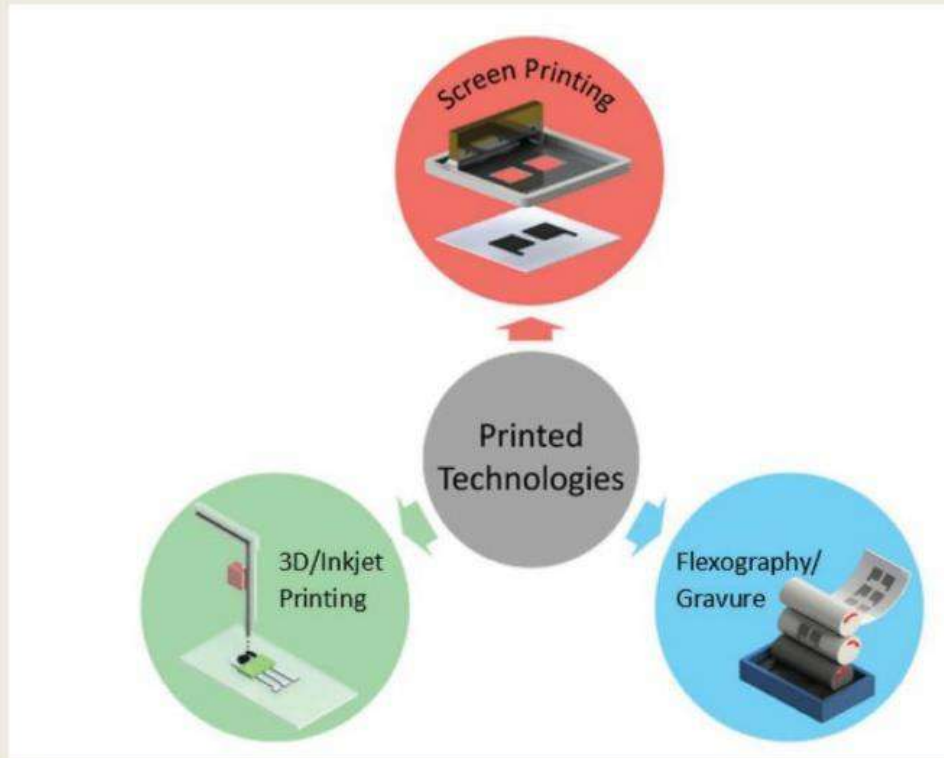 Screen Printing
Printed
Technologies
3D/Inkjet
Printing
Flexography/
Gravure